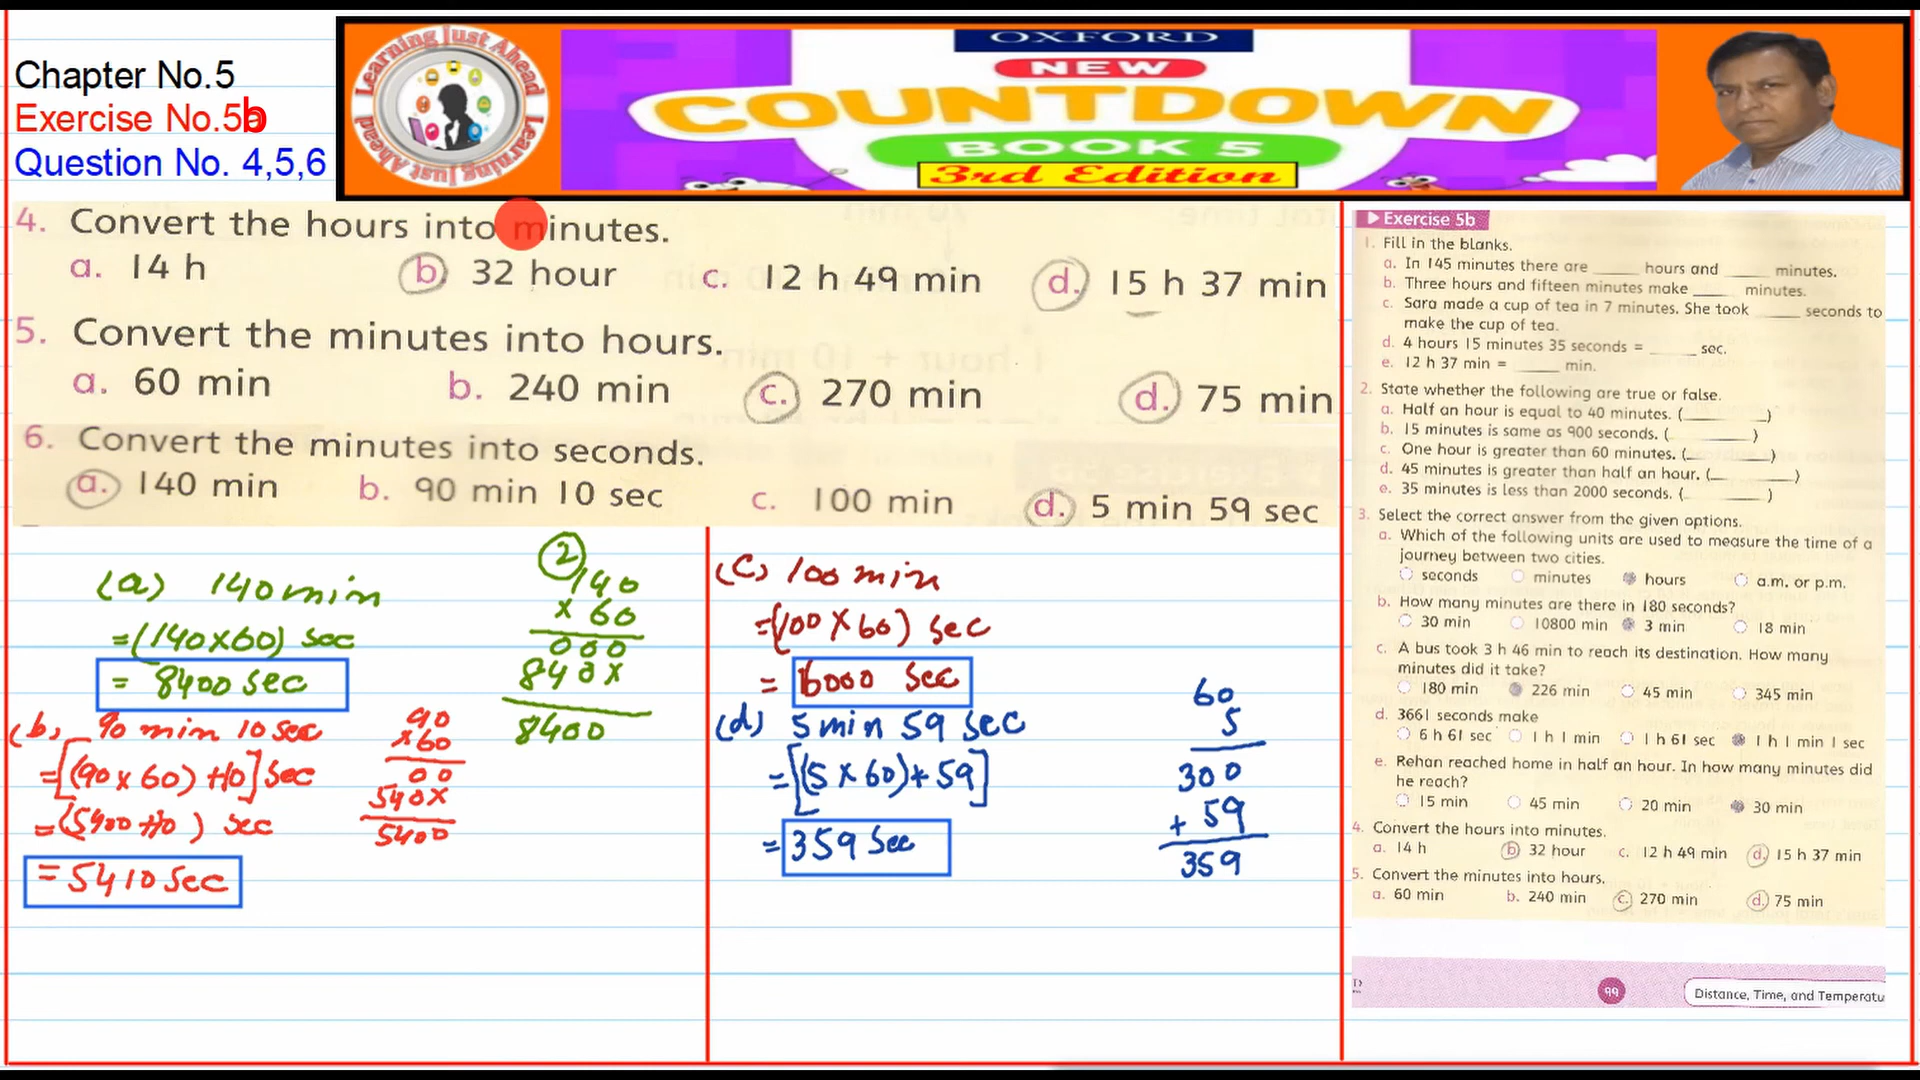 Chapter No.5
Exercise No.5b
Question No. 4,5,6
Learning Just Ahead Learning Just Ahead
OXFORD
NEW
COUNTDOWN
BOOK 5
3rd Edition
4. Convert the hours into minutes.
a. 14 h b. 32 hour c. 12 h 49 min d. 15 h 37 min
5. Convert the minutes into hours.
a. 60 min b. 240 min c. 270 min d. 75 min
6. Convert the minutes into seconds.
a. 140 min b. 90 min 10 sec c. 100 min d. 5 min 59 sec
(a) 140 min
=(140x60) sec
= 8400 sec
2
140
x 60
000
840x
8400
(b) 90 min 10 sec
=[(90x60)+10] sec
=(5400+10) sec
= 5410 sec
90
x60
00
540x
5400
(c) 100 min
=(100x60) sec
= 6000 sec
(d) 5 min 59 sec
=[(5x60)+59]
= 359 sec
60
5
300
+ 59
359
Exercise 5b
1. Fill in the blanks.
a. In 145 minutes there are _____ hours and _____ minutes.
b. Three hours and fifteen minutes make _____ minutes.
c. Sara made a cup of tea in 7 minutes. She took _____ seconds to
make the cup of tea.
d. 4 hours 15 minutes 35 seconds = _____ sec.
e. 12 h 37 min = _____ min.
2. State whether the following are true or false.
a. Half an hour is equal to 40 minutes. (_____)
b. 15 minutes is same as 900 seconds. (_____)
c. One hour is greater than 60 minutes. (_____)
d. 45 minutes is greater than half an hour. (_____)
e. 35 minutes is less than 2000 seconds. (_____)
3. Select the correct answer from the given options.
a. Which of the following units are used to measure the time of a
journey between two cities.
seconds minutes hours a.m. or p.m.
b. How many minutes are there in 180 seconds?
30 min 10800 min 3 min 18 min
c. A bus took 3 h 46 min to reach its destination. How many
minutes did it take?
180 min 226 min 45 min 345 min
d. 3661 seconds make
6 h 61 sec 1 h 1 min 1 h 61 sec 1 h 1 min 1 sec
e. Rehan reached home in half an hour. In how many minutes did
he reach?
15 min 45 min 20 min 30 min
4. Convert the hours into minutes.
a. 14 h b. 32 hour c. 12 h 49 min d. 15 h 37 min
5. Convert the minutes into hours.
a. 60 min b. 240 min c. 270 min d. 75 min
99
Distance, Time, and Temperatu